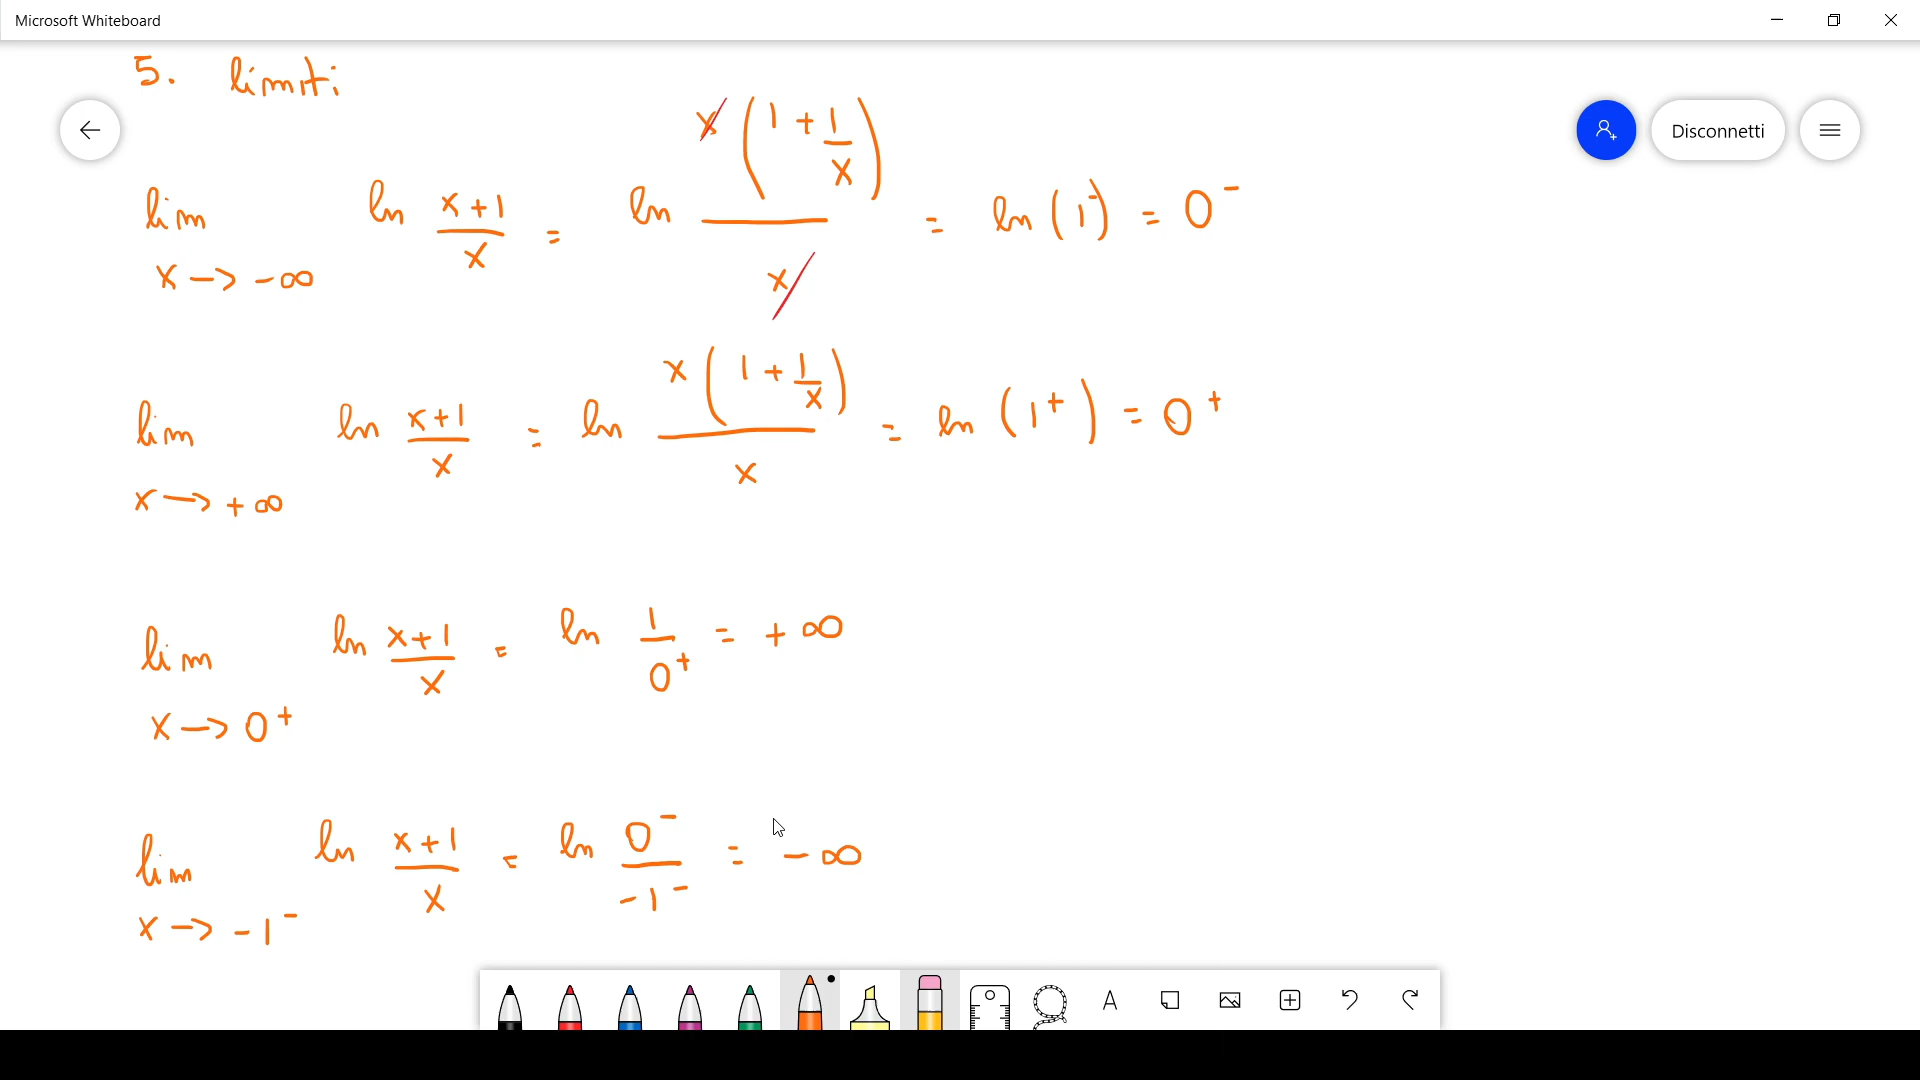 Microsoft Whiteboard
5. limiti
Disconnetti
lim x → -∞ ln (x+1)/x = ln x(1 + 1/x)/x = ln (1⁻) = 0⁻
lim x → +∞ ln (x+1)/x = ln x(1 + 1/x)/x = ln (1⁺) = 0⁺
lim x → 0⁺ ln (x+1)/x = ln 1/0⁺ = +∞
lim x → -1⁻ ln (x+1)/x = ln 0⁻/-1⁻ = -∞